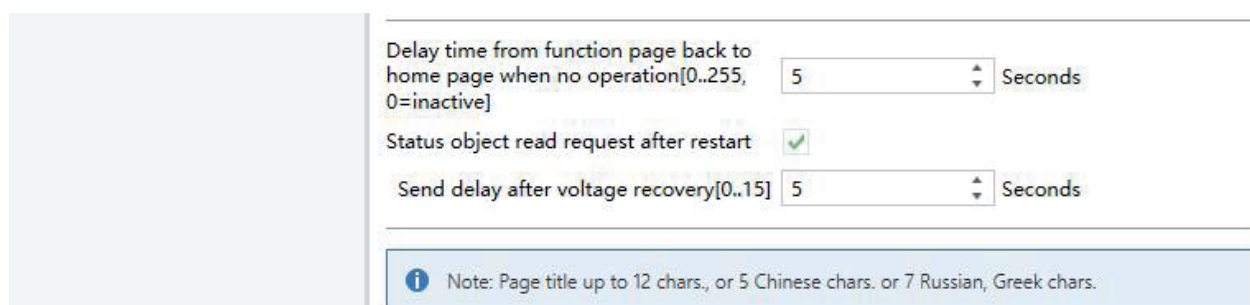 Delay time from function page back to
home page when no operation[0..255,
0=inactive]
5
Seconds
Status object read request after restart
Send delay after voltage recovery[0..15]
5
Seconds
Note: Page title up to 12 chars., or 5 Chinese chars. or 7 Russian, Greek chars.